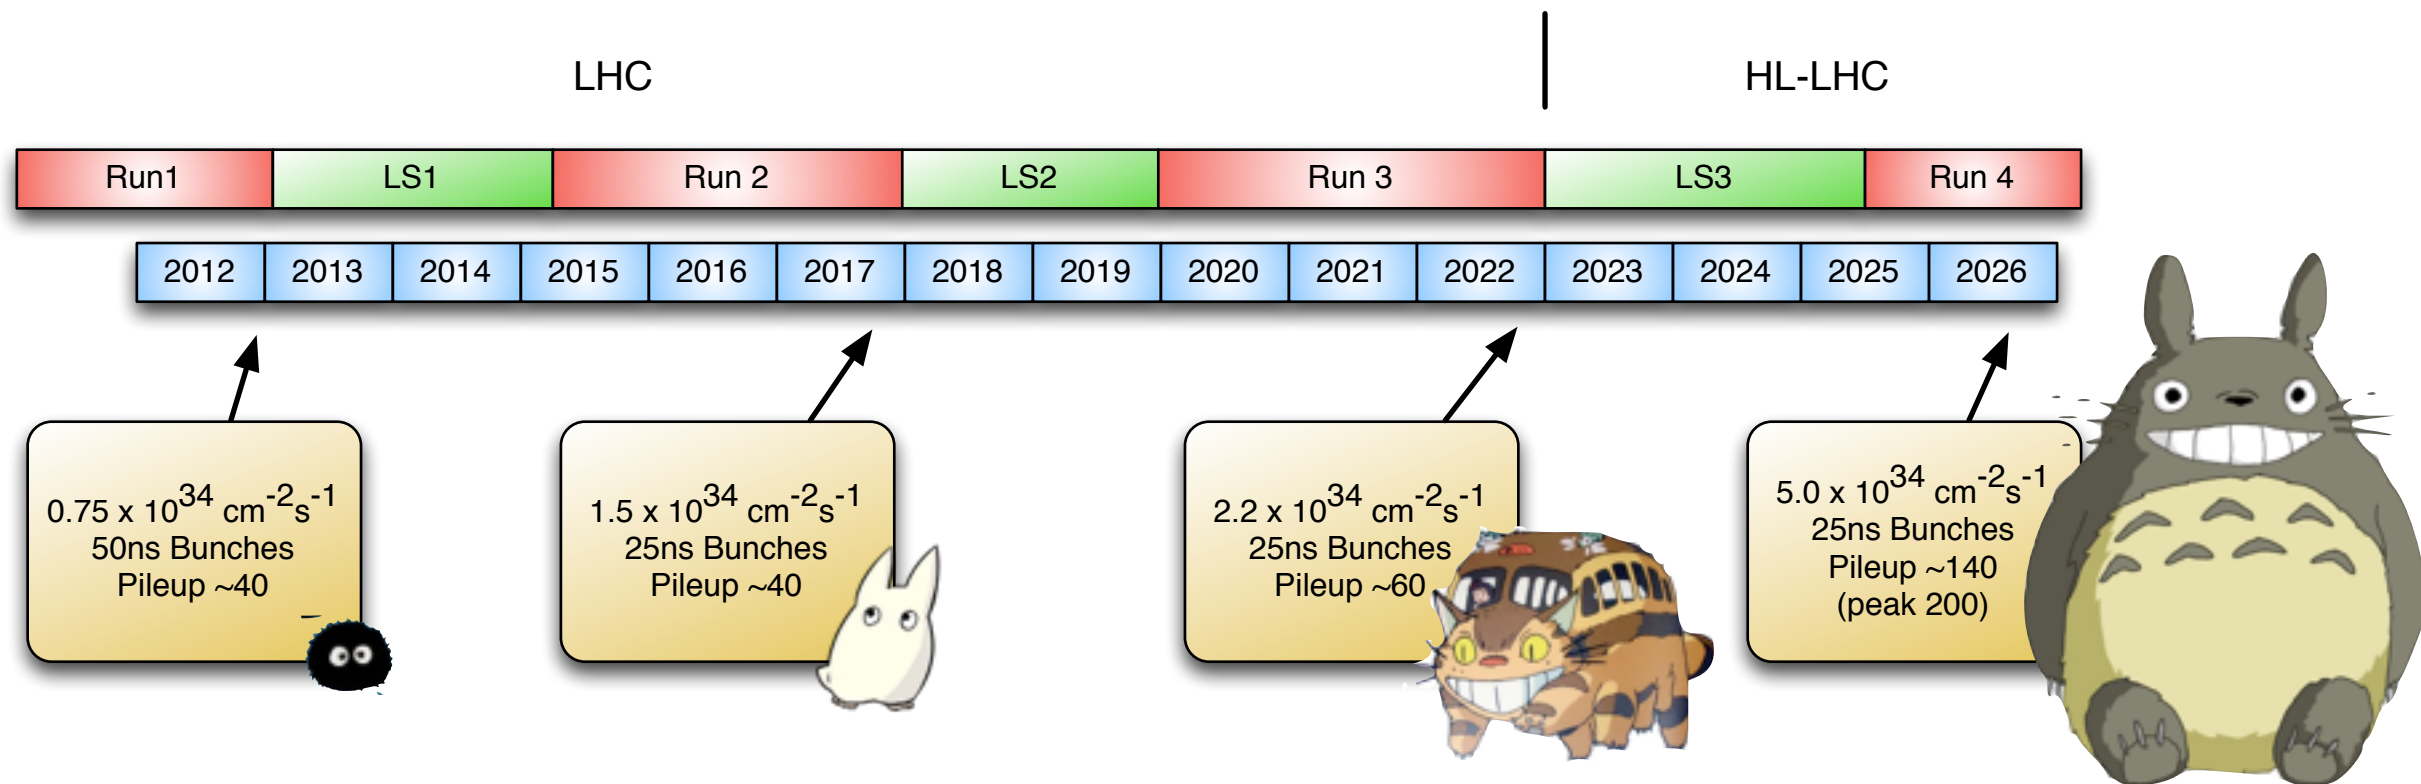 LHC
HL-LHC
Run1 LS1 Run 2 LS2 Run 3 LS3 Run 4
2012 2013 2014 2015 2016 2017 2018 2019 2020 2021 2022 2023 2024 2025 2026
0.75 x 10^34 cm^-2s^-1
50ns Bunches
Pileup ~40
1.5 x 10^34 cm^-2s^-1
25ns Bunches
Pileup ~40
2.2 x 10^34 cm^-2s^-1
25ns Bunches
Pileup ~60
5.0 x 10^34 cm^-2s^-1
25ns Bunches
Pileup ~140
(peak 200)